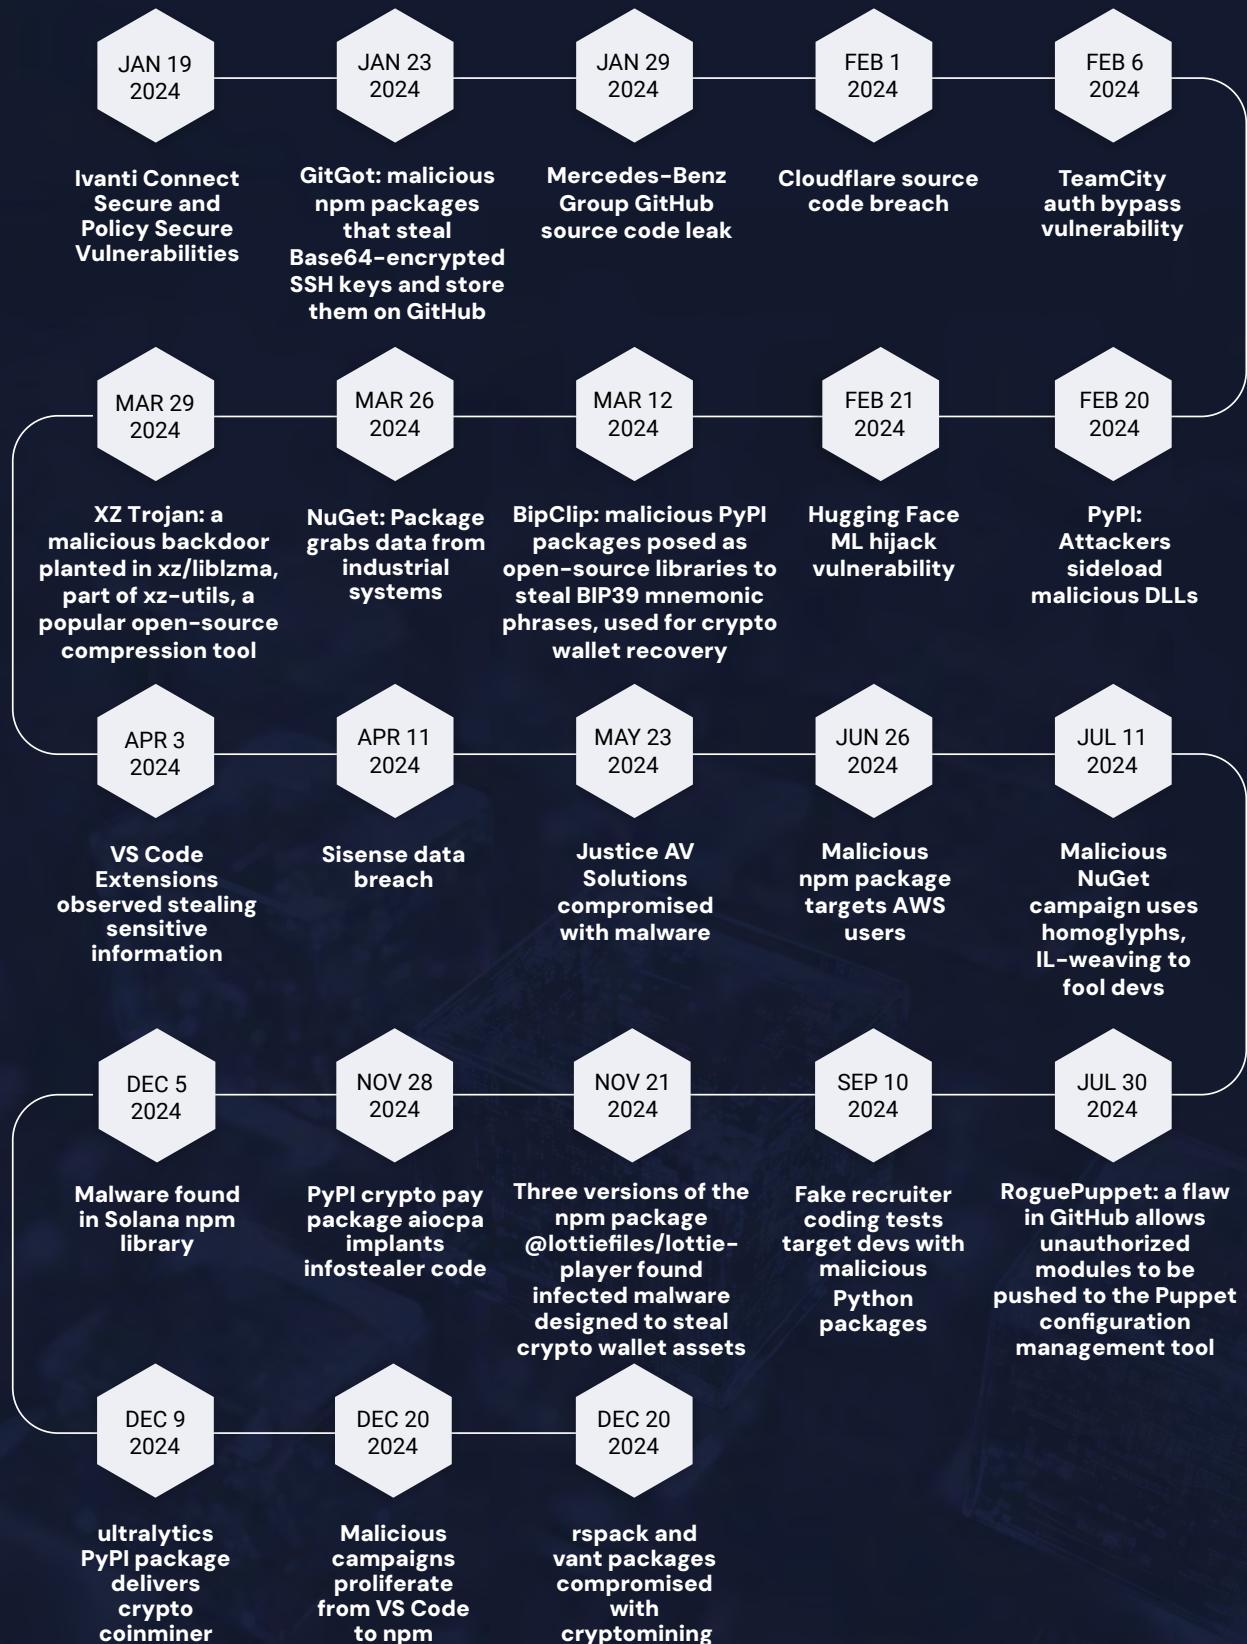 JAN 19
2024
Ivanti Connect
Secure and
Policy Secure
Vulnerabilities
JAN 23
2024
GitGot: malicious
npm packages
that steal
Base64-encrypted
SSH keys and store
them on GitHub
JAN 29
2024
Mercedes-Benz
Group GitHub
source code leak
FEB 1
2024
Cloudflare source
code breach
FEB 6
2024
TeamCity
auth bypass
vulnerability
FEB 20
2024
PyPI:
Attackers
sideload
malicious DLLs
FEB 21
2024
Hugging Face
ML hijack
vulnerability
MAR 12
2024
BipClip: malicious PyPI
packages posed as
open-source libraries to
steal BIP39 mnemonic
phrases, used for crypto
wallet recovery
MAR 26
2024
NuGet: Package
grabs data from
industrial
systems
MAR 29
2024
XZ Trojan: a
malicious backdoor
planted in xz/liblzma,
part of xz-utils, a
popular open-source
compression tool
APR 3
2024
VS Code
Extensions
observed stealing
sensitive
information
APR 11
2024
Sisense data
breach
MAY 23
2024
Justice AV
Solutions
compromised
with malware
JUN 26
2024
Malicious
npm package
targets AWS
users
JUL 11
2024
Malicious
NuGet
campaign uses
homoglyphs,
IL-weaving to
fool devs
JUL 30
2024
RoguePuppet: a flaw
in GitHub allows
unauthorized
modules to be
pushed to the Puppet
configuration
management tool
SEP 10
2024
Fake recruiter
coding tests
target devs with
malicious
Python
packages
NOV 21
2024
Three versions of the
npm package
@lottiefiles/lottie-
player found
infected malware
designed to steal
crypto wallet assets
NOV 28
2024
PyPI crypto pay
package aiocpa
implants
infostealer code
DEC 5
2024
Malware found
in Solana npm
library
DEC 9
2024
ultralytics
PyPI package
delivers
crypto
coinminer
DEC 20
2024
Malicious
campaigns
proliferate
from VS Code
to npm
DEC 20
2024
rspack and
vant packages
compromised
with
cryptomining